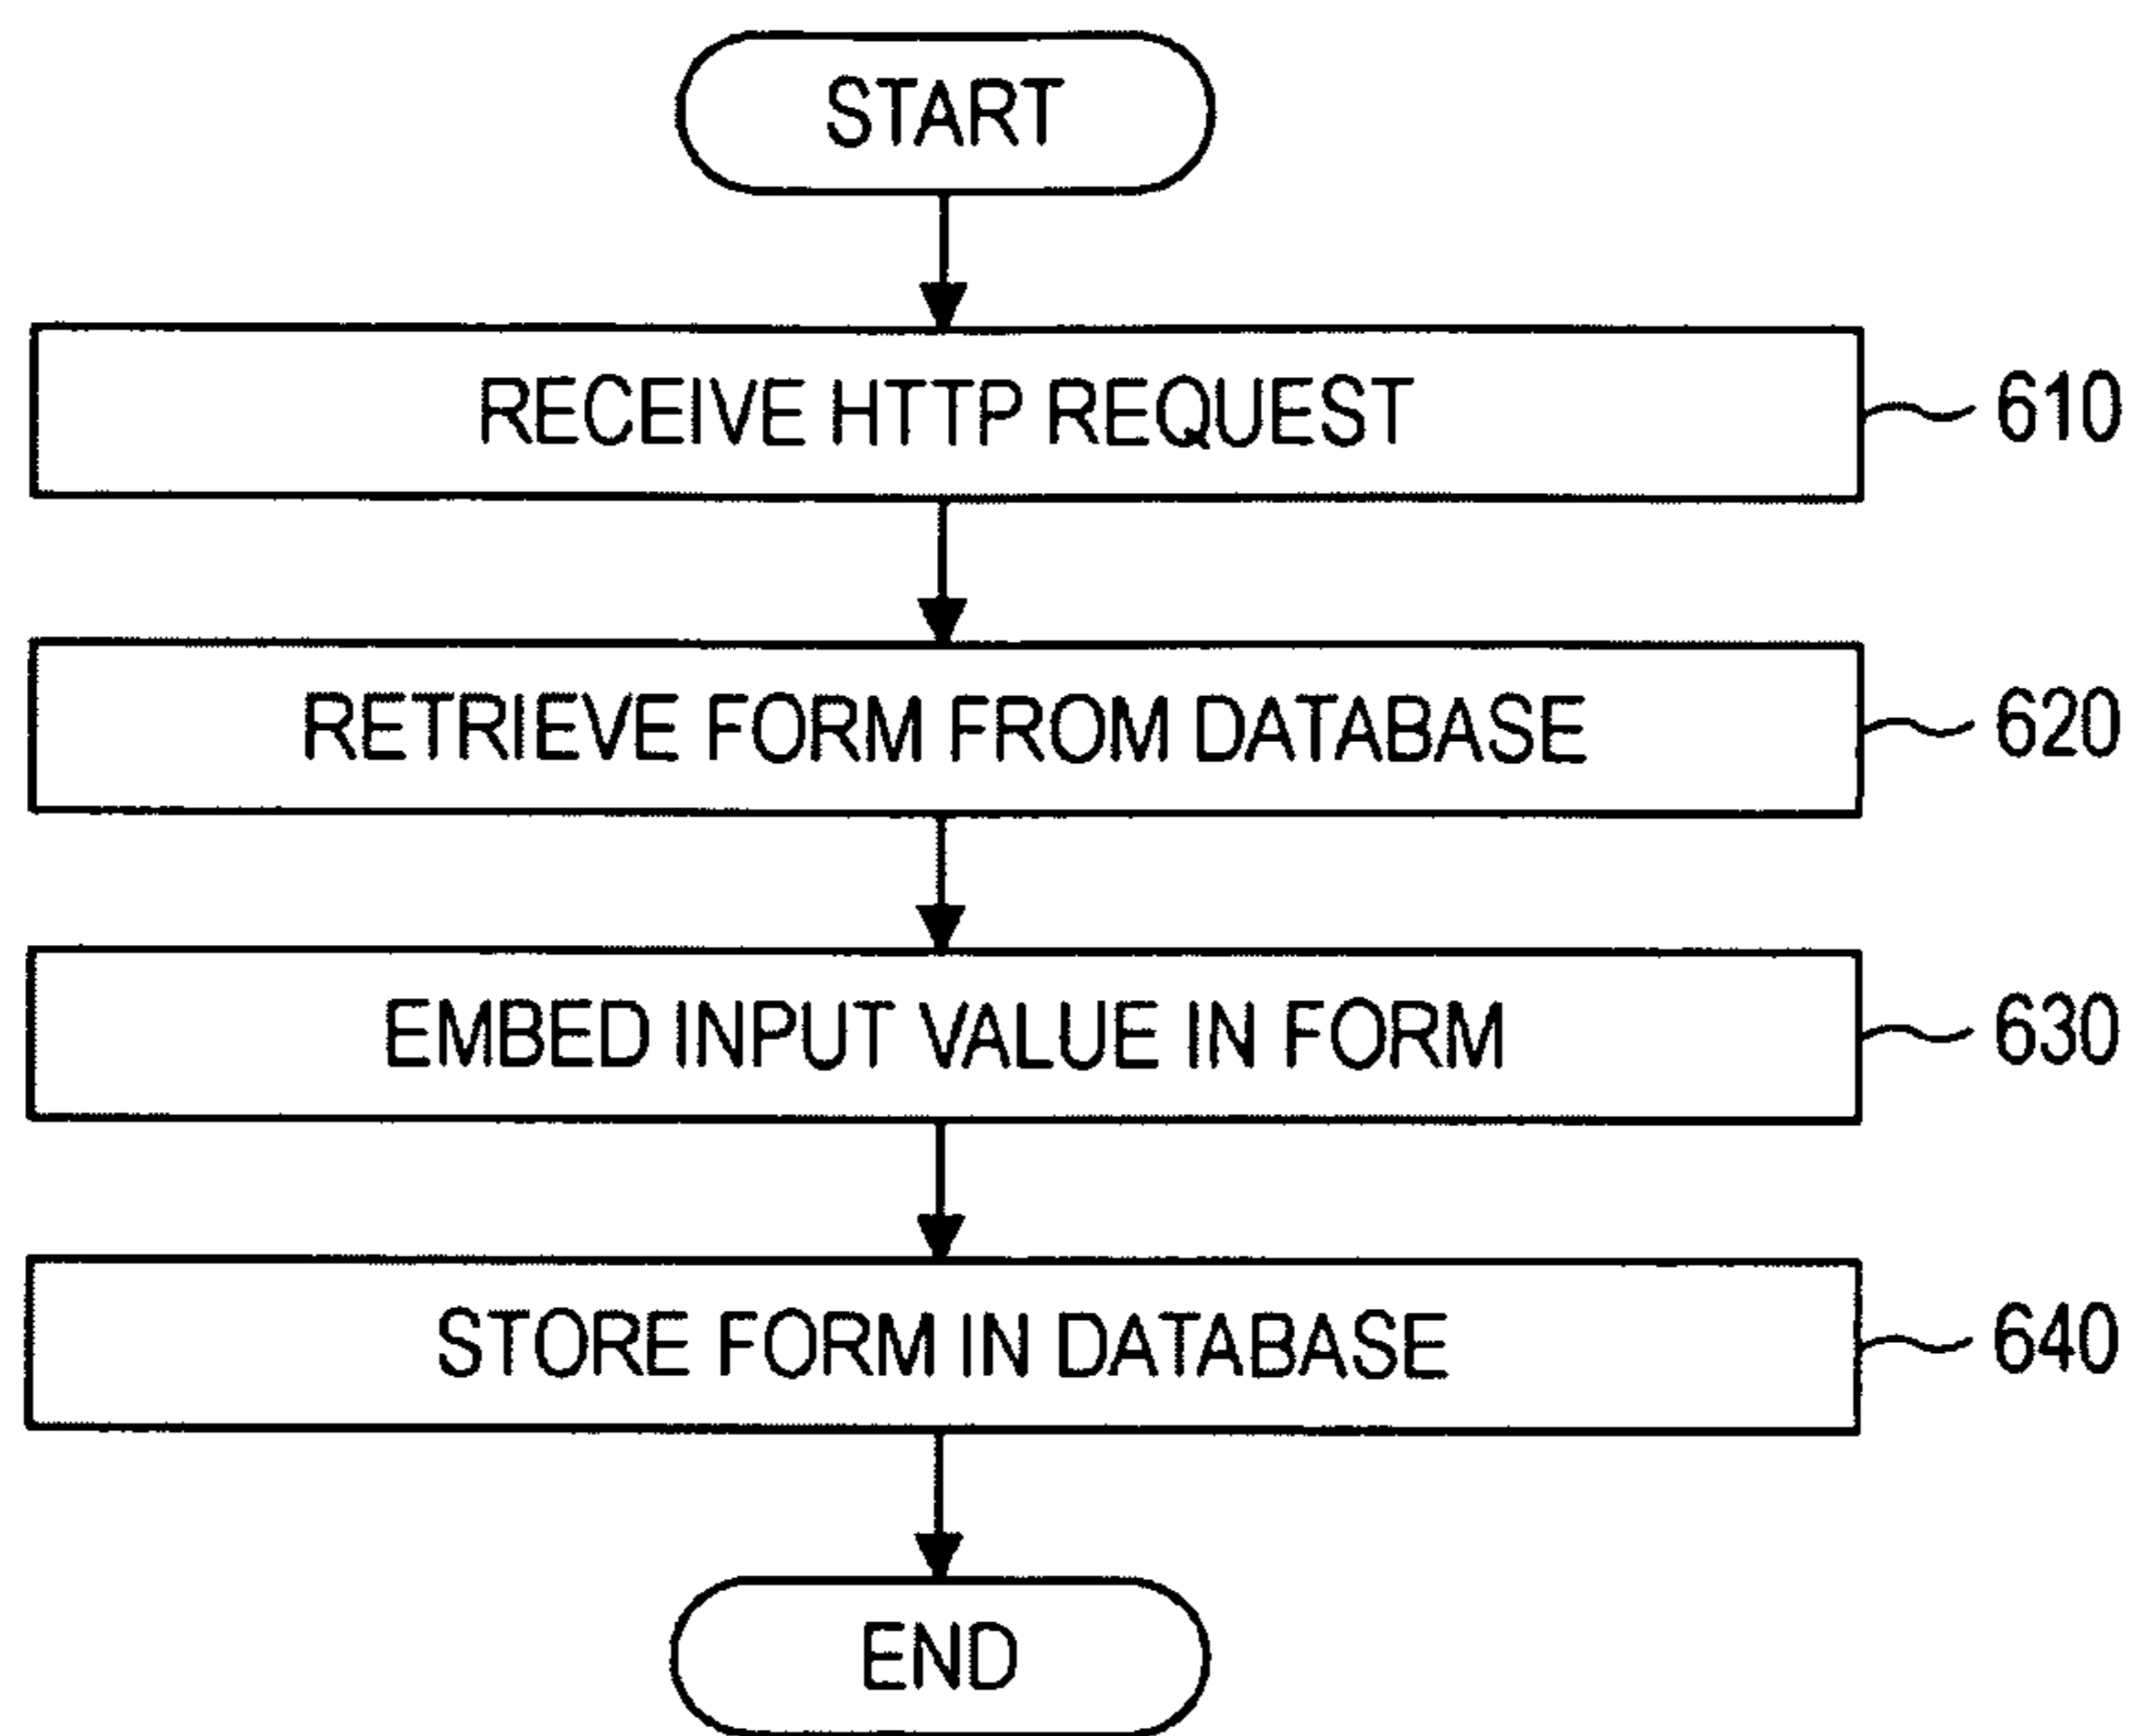 START
RECEIVE HTTP REQUEST
610
RETRIEVE FORM FROM DATABASE
620
EMBED INPUT VALUE IN FORM
630
STORE FORM IN DATABASE
640
END